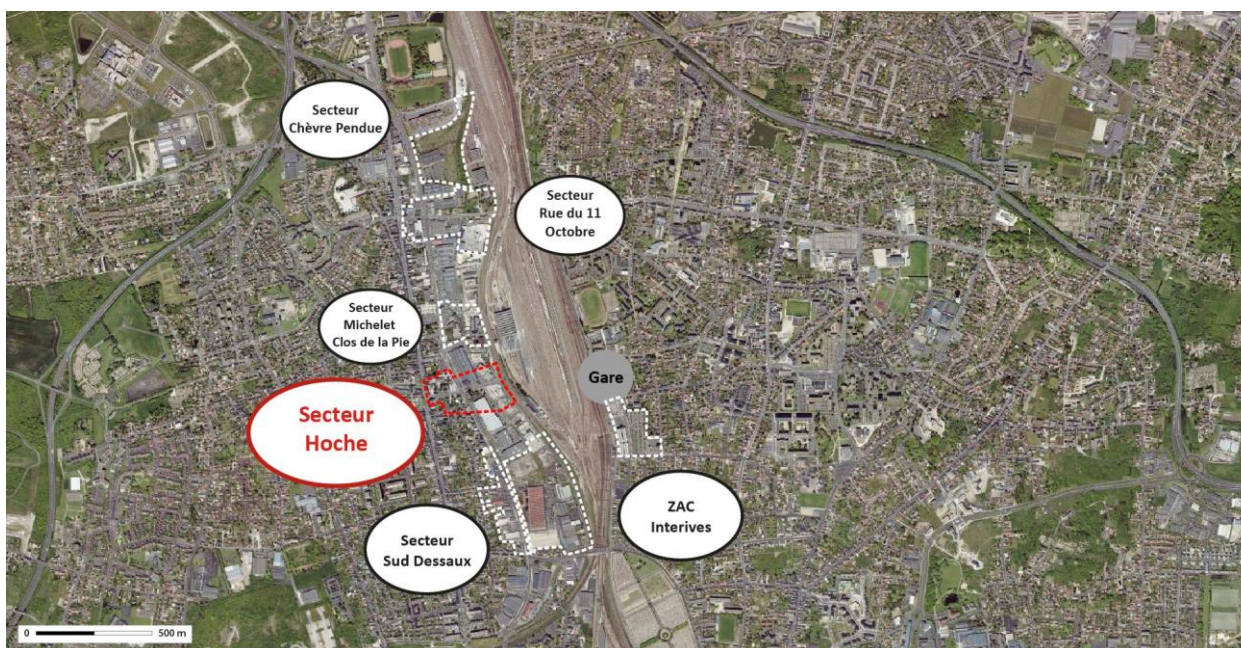 Secteur
Chèvre Pendue
Secteur
Rue du 11
Octobre
Secteur
Michelet
Clos de la Pie
Gare
Secteur
Hoche
ZAC
Interives
Secteur
Sud Dessaux
0 500 m